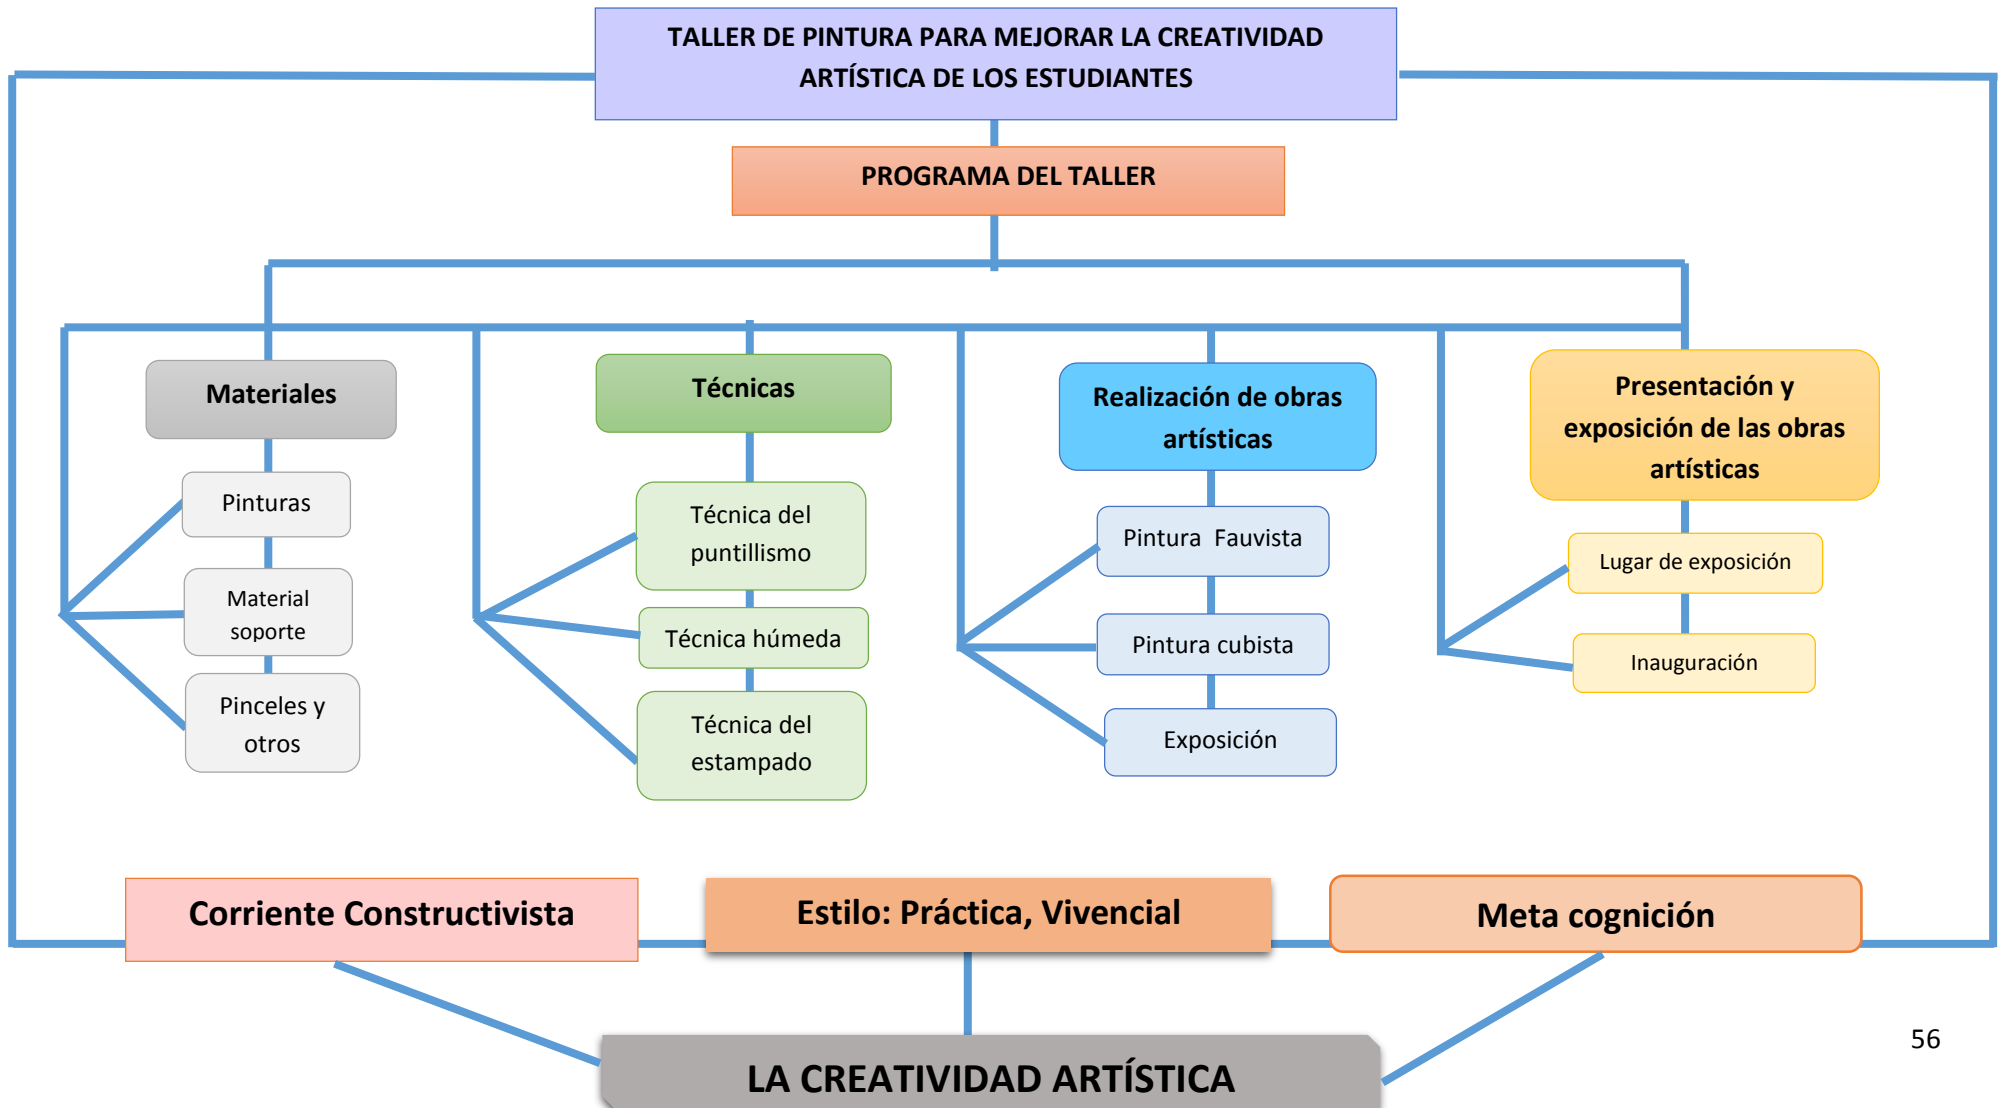 TALLER DE PINTURA PARA MEJORAR LA CREATIVIDAD
ARTÍSTICA DE LOS ESTUDIANTES
PROGRAMA DEL TALLER
Materiales
Pinturas
Material
soporte
Pinceles y
otros
Técnicas
Técnica del
puntillismo
Técnica húmeda
Técnica del
estampado
Realización de obras
artísticas
Pintura  Fauvista
Pintura cubista
Exposición
Presentación y
exposición de las obras
artísticas
Lugar de exposición
Inauguración
Corriente Constructivista
Estilo: Práctica, Vivencial
Meta cognición
LA CREATIVIDAD ARTÍSTICA
56